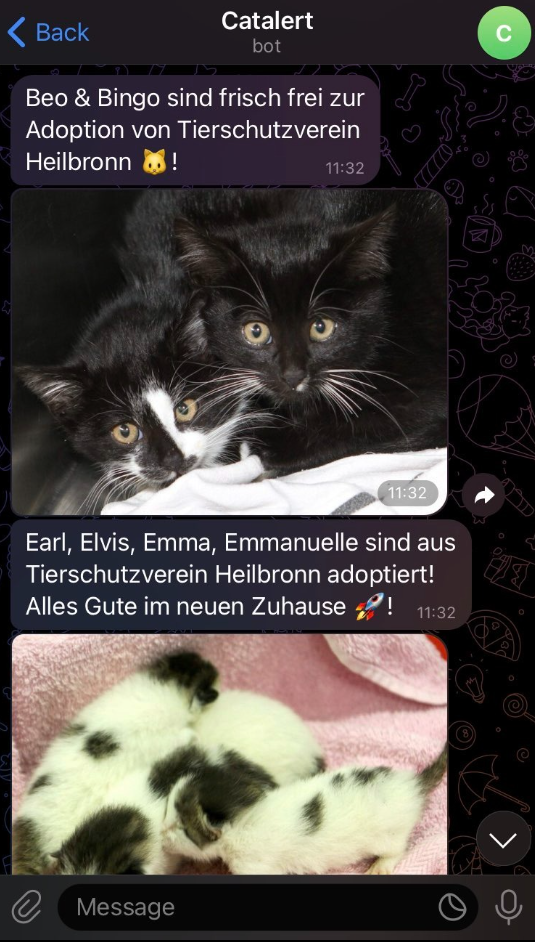 Back
Catalert
bot
C
Beo & Bingo sind frisch frei zur
Adoption von Tierschutzverein
Heilbronn 🐱!
11:32
11:32
Earl, Elvis, Emma, Emmanuelle sind aus
Tierschutzverein Heilbronn adoptiert!
Alles Gute im neuen Zuhause 🚀!
11:32
Message